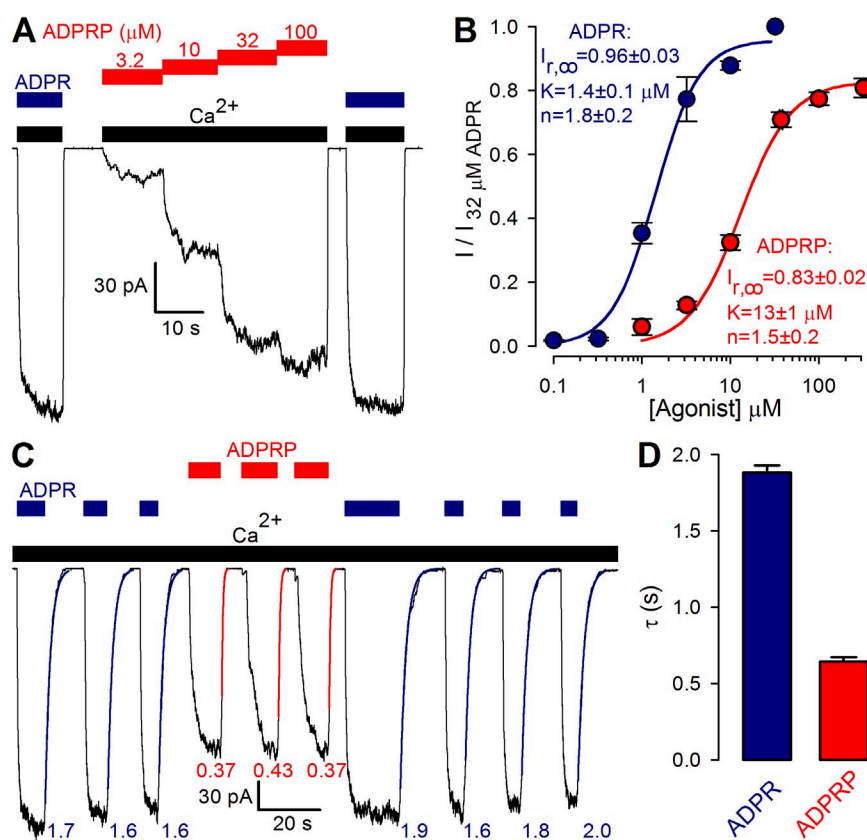 A
ADPRP (μM)
3.2 10 32 100
ADPR
Ca2+
30 pA
10 s
B
I / I32 μM ADPR
1.0
0.8
0.6
0.4
0.2
0.0
ADPR:
Ir,∞=0.96±0.03
K=1.4±0.1 μM
n=1.8±0.2
ADPRP:
Ir,∞=0.83±0.02
K=13±1 μM
n=1.5±0.2
0.1 1 10 100
[Agonist] μM
C
ADPRP
ADPR
Ca2+
0.37 0.43 0.37
30 pA
20 s
1.7 1.6 1.6 1.9 1.6 1.8 2.0
D
τ (s)
2.0
1.5
1.0
0.5
0.0
ADPR
ADPRP